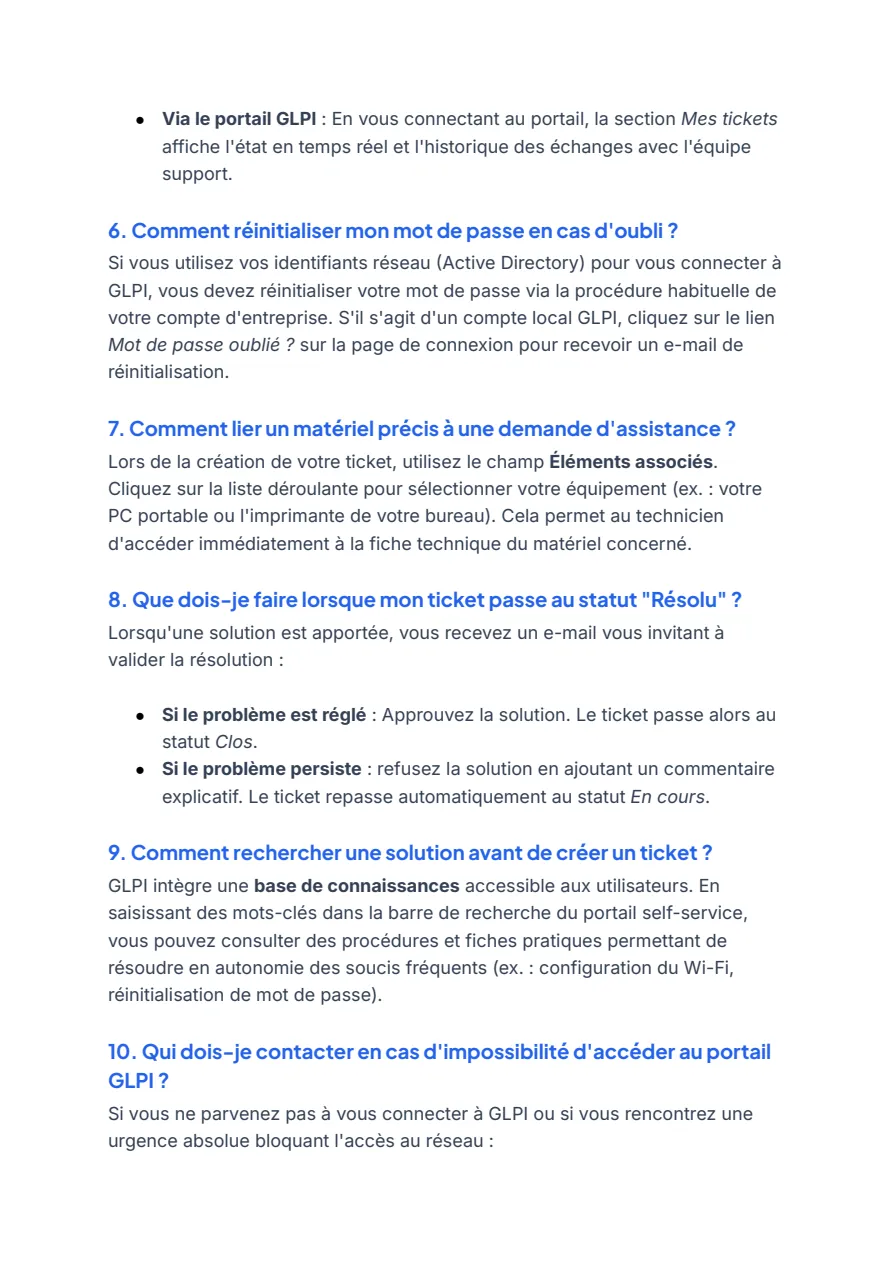 ● Via le portail GLPI : En vous connectant au portail, la section Mes tickets
affiche l'état en temps réel et l'historique des échanges avec l'équipe
support.
6. Comment réinitialiser mon mot de passe en cas d'oubli ?
Si vous utilisez vos identifiants réseau (Active Directory) pour vous connecter à
GLPI, vous devez réinitialiser votre mot de passe via la procédure habituelle de
votre compte d'entreprise. S'il s'agit d'un compte local GLPI, cliquez sur le lien
Mot de passe oublié ? sur la page de connexion pour recevoir un e-mail de
réinitialisation.
7. Comment lier un matériel précis à une demande d'assistance ?
Lors de la création de votre ticket, utilisez le champ Éléments associés.
Cliquez sur la liste déroulante pour sélectionner votre équipement (ex. : votre
PC portable ou l'imprimante de votre bureau). Cela permet au technicien
d'accéder immédiatement à la fiche technique du matériel concerné.
8. Que dois-je faire lorsque mon ticket passe au statut "Résolu" ?
Lorsqu'une solution est apportée, vous recevez un e-mail vous invitant à
valider la résolution :
● Si le problème est réglé : Approuvez la solution. Le ticket passe alors au
statut Clos.
● Si le problème persiste : refusez la solution en ajoutant un commentaire
explicatif. Le ticket repasse automatiquement au statut En cours.
9. Comment rechercher une solution avant de créer un ticket ?
GLPI intègre une base de connaissances accessible aux utilisateurs. En
saisissant des mots-clés dans la barre de recherche du portail self-service,
vous pouvez consulter des procédures et fiches pratiques permettant de
résoudre en autonomie des soucis fréquents (ex. : configuration du Wi-Fi,
réinitialisation de mot de passe).
10. Qui dois-je contacter en cas d'impossibilité d'accéder au portail
GLPI ?
Si vous ne parvenez pas à vous connecter à GLPI ou si vous rencontrez une
urgence absolue bloquant l'accès au réseau :